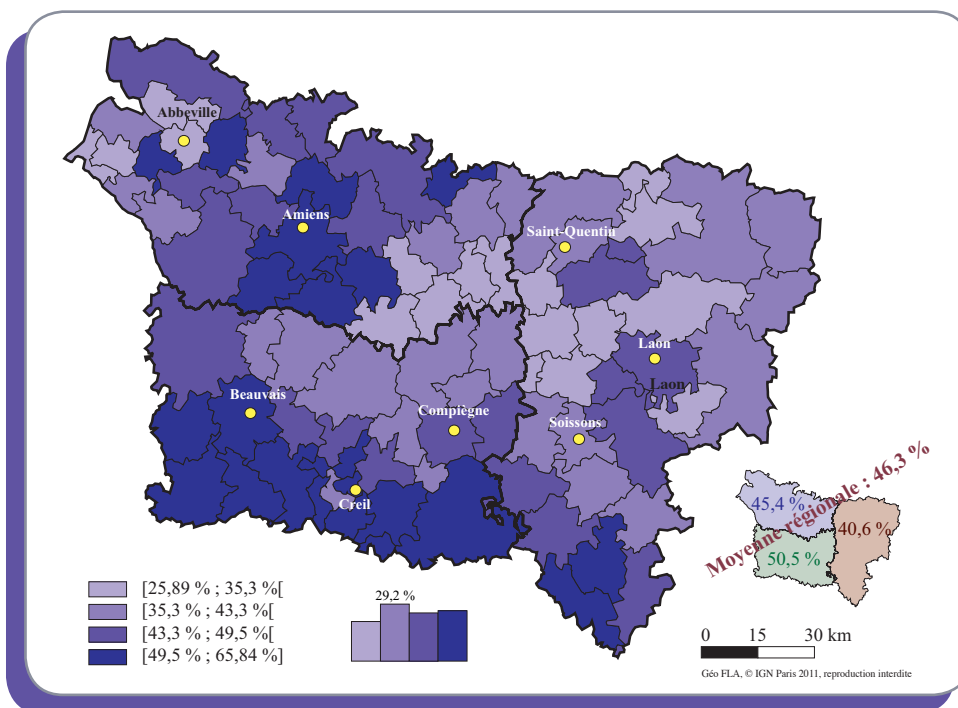 Abbeville
Amiens
Saint-Quentin
Laon
Laon
Beauvais
Compiègne
Soissons
Creil
Moyenne régionale : 46,3 %
45,4 %
40,6 %
50,5 %
[25,89 % ; 35,3 %[
[35,3 % ; 43,3 %[
[43,3 % ; 49,5 %[
[49,5 % ; 65,84 %]
29,2 %
0 15 30 km
Géo FLA, © IGN Paris 2011, reproduction interdite